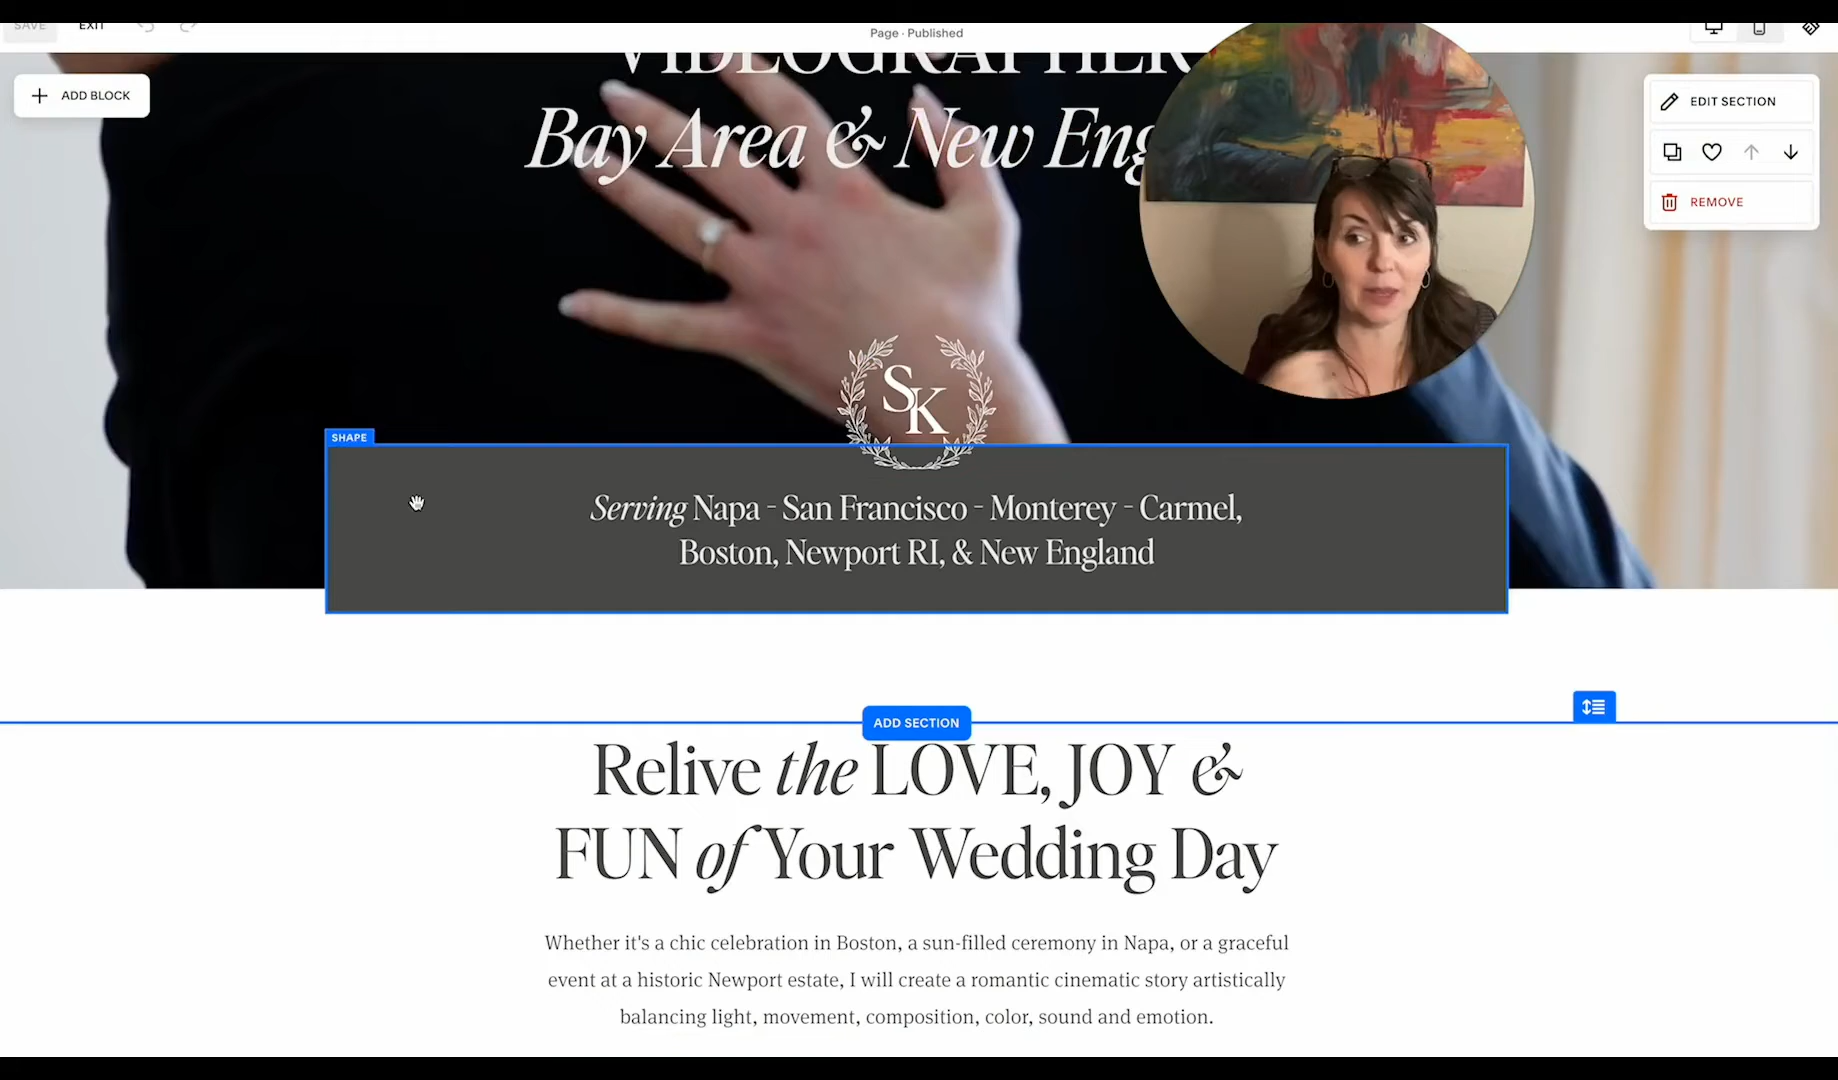 SAVE
EXIT
Page · Published
VIDEOGRAPHER
ADD BLOCK
Bay Area & New Eng
EDIT SECTION
REMOVE
SK
SHAPE
Serving Napa - San Francisco - Monterey - Carmel,
Boston, Newport RI, & New England
ADD SECTION
Relive the LOVE, JOY &
FUN of Your Wedding Day
Whether it's a chic celebration in Boston, a sun-filled ceremony in Napa, or a graceful
event at a historic Newport estate, I will create a romantic cinematic story artistically
balancing light, movement, composition, color, sound and emotion.